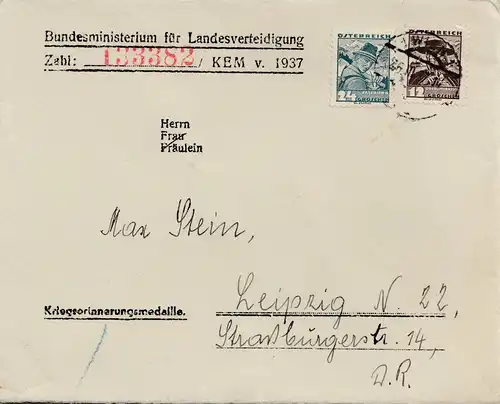 Bundesministerium für Landesverteidigung
Zahl: 133382 / KEM v. 1937
ÖSTERREICH ÖSTERREICH
24 GROSCHEN 12 GROSCHEN
Herrn
Frau
Fräulein
Max Stein,
Leipzig N. 22,
Kriegserinnerungsmedaille.
Straßburgerstr. 14,
D.R.